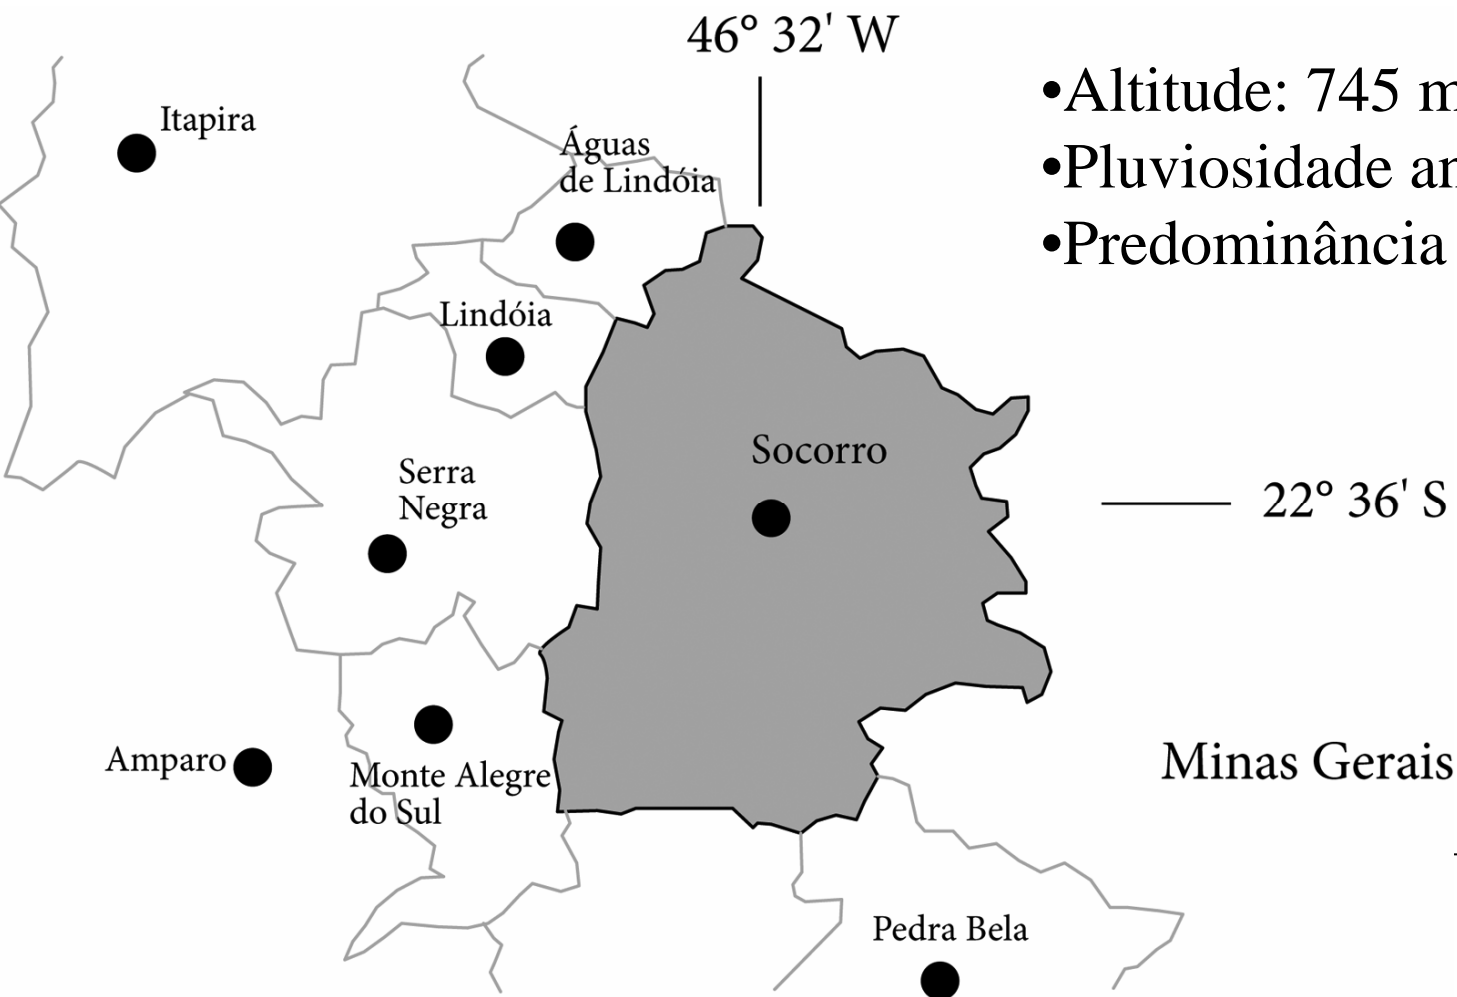 46° 32' W
•Altitude: 745 m
•Pluviosidade
•Predominância
Itapira
Águas
de Lindóia
Lindóia
Socorro
Serra
Negra
22° 36' S
Amparo
Monte Alegre
do Sul
Minas Gerais
Pedra Bela